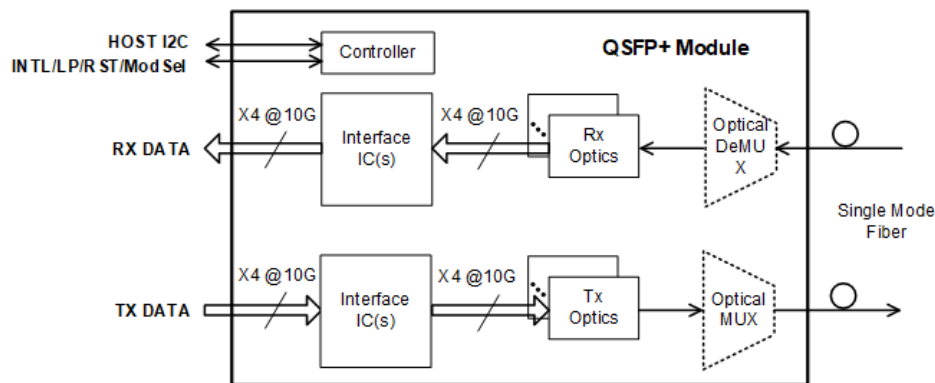 QSFP+ Module
HOST I2C
INTL/LP/RST/ModSel
Controller
X4 @10G
X4 @10G
RX DATA
Interface
IC(s)
Rx
Optics
Optical
DeMU
X
Single Mode
Fiber
X4 @10G
X4 @10G
TX DATA
Interface
IC(s)
Tx
Optics
Optical
MUX